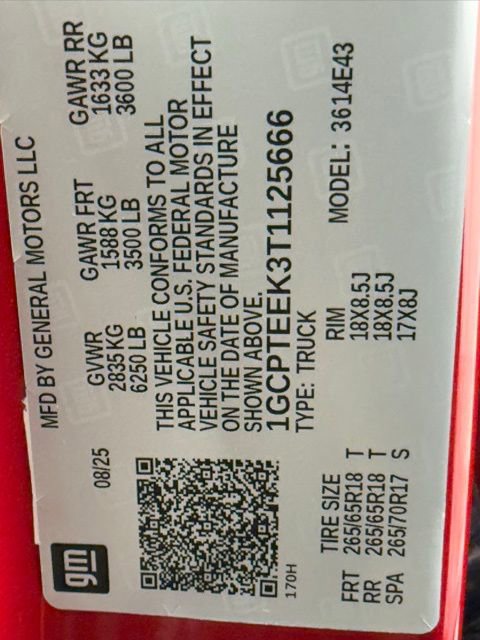 gm
08/25
MFD BY GENERAL MOTORS LLC
GVWR GAWR FRT GAWR RR
2835 KG 1588 KG 1633 KG
6250 LB 3500 LB 3600 LB
THIS VEHICLE CONFORMS TO ALL
APPLICABLE U.S. FEDERAL MOTOR
VEHICLE SAFETY STANDARDS IN EFFECT
ON THE DATE OF MANUFACTURE
SHOWN ABOVE.
1GCPTEEK3T1125666
TYPE: TRUCK MODEL: 3614E43
170H
TIRE SIZE RIM
FRT 265/65R18 T 18X8.5J
RR 265/65R18 T 18X8.5J
SPA 265/70R17 S 17X8J